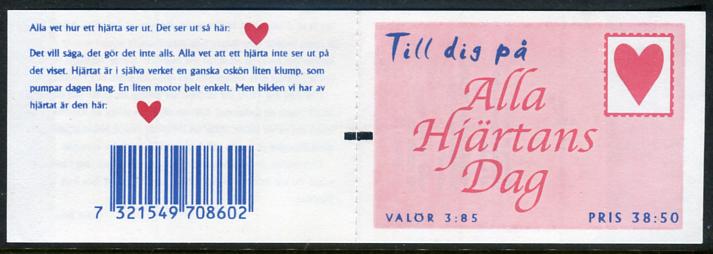 Alla vet hur ett hjärta ser ut. Det ser ut så här:
Det vill säga, det gör det inte alls. Alla vet att ett hjärta inte ser ut på
det viset. Hjärtat är i själva verket en ganska oskön liten klump, som
pumpar dagen lång. En liten motor helt enkelt. Men bilden vi har av
hjärtat är den här:
7 321549 708602
Till dig på
Alla
Hjärtans
Dag
VALÖR 3:85
PRIS 38:50